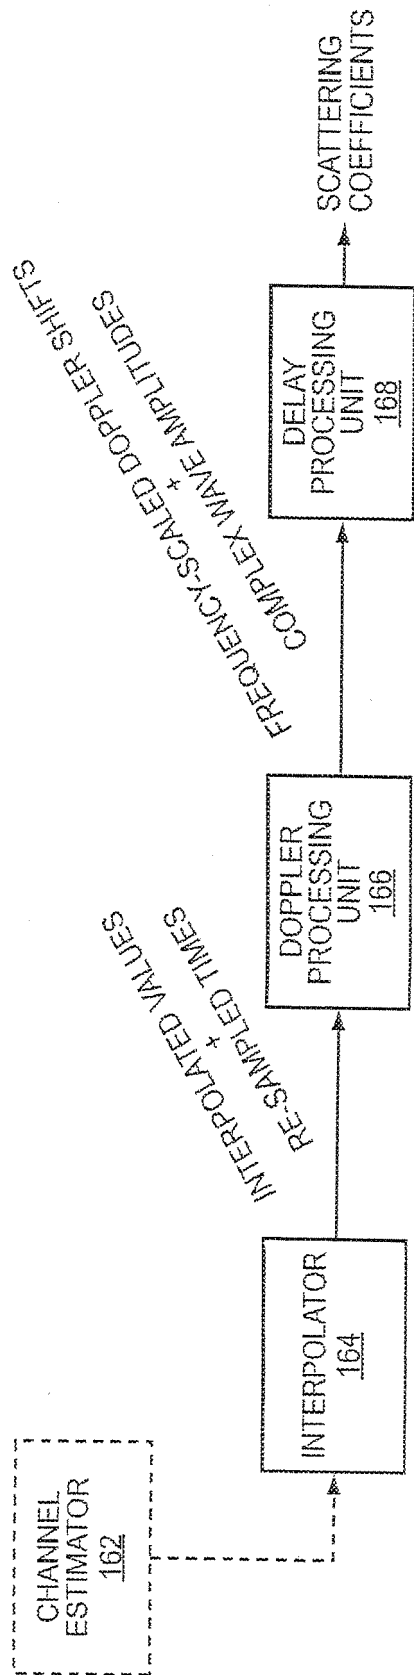 CHANNEL
ESTIMATOR
162
INTERPOLATOR
164
INTERPOLATED VALUES
+
RE-SAMPLED TIMES
DOPPLER
PROCESSING
UNIT
166
FREQUENCY-SCALED DOPPLER SHIFTS
+
COMPLEX WAVE AMPLITUDES
DELAY
PROCESSING
UNIT
168
SCATTERING
COEFFICIENTS